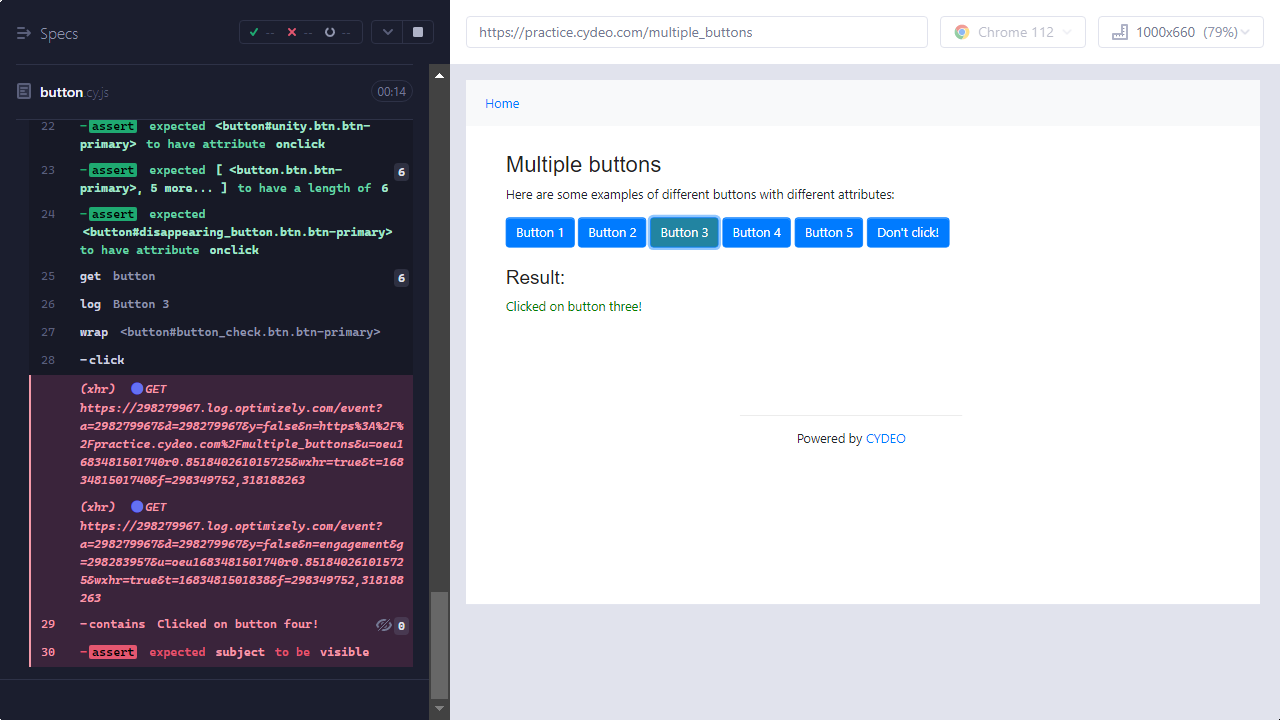 Specs
--
--
--
button.cy.js
00:14
22 -assert expected <button#unity.btn.btn-
primary> to have attribute onclick
23 -assert expected [ <button.btn.btn-
primary>, 5 more... ] to have a length of 6
6
24 -assert expected
<button#disappearing_button.btn.btn-primary>
to have attribute onclick
25 get button
6
26 log Button 3
27 wrap <button#button_check.btn.btn-primary>
28 -click
(xhr) GET
https://298279967.log.optimizely.com/event?
a=298279967&d=298279967&y=false&n=https%3A%2F%
2Fpractice.cydeo.com%2Fmultiple_buttons&u=oeu1
683481501740r0.851840261015725&wxhr=true&t=168
3481501740&f=298349752,318188263
(xhr) GET
https://298279967.log.optimizely.com/event?
a=298279967&d=298279967&y=false&n=engagement&g
=298283957&u=oeu1683481501740r0.85184026101572
5&wxhr=true&t=1683481501838&f=298349752,318188
263
29 -contains Clicked on button four!
0
30 -assert expected subject to be visible
https://practice.cydeo.com/multiple_buttons
Chrome 112
1000x660 (79%)
Home
Multiple buttons
Here are some examples of different buttons with different attributes:
Button 1 Button 2 Button 3 Button 4 Button 5 Don't click!
Result:
Clicked on button three!
Powered by CYDEO